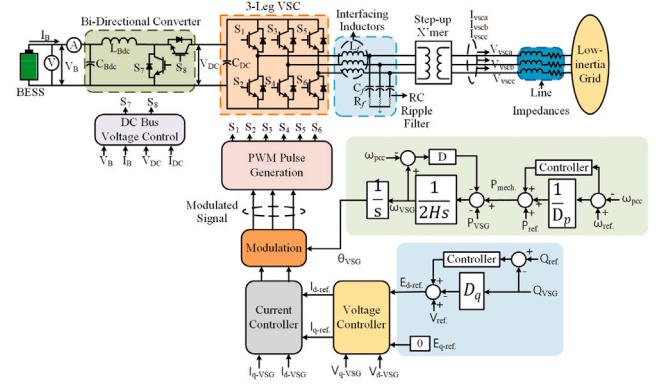 Bi-Directional Converter
3-Leg VSC
Interfacing
Inductors
Step-up
X'mer
I_vsca
I_vscb
I_vscc
I_B
A
V
V_B
BESS
C_Bdc
L_Bdc
S_7
S_8
V_DC
C_DC
S_1
S_3
S_5
L_f
C_f
R_f
RC
Ripple
Filter
V_vsca
V_vscb
V_vscc
Line
Impedances
Low-
inertia
Grid
S_7 S_8
DC Bus
Voltage Control
V_B I_B V_DC I_DC
S_1 S_2 S_3 S_4 S_5 S_6
PWM Pulse
Generation
Modulated
Signal
Modulation
θ_VSG
ω_pcc
-
+
D
1
s
ω_VSG
1
2Hs
P_VSG
P_mech.
P_ref.
Controller
1
D_p
ω_pcc
ω_ref.
Current
Controller
I_d-ref.
I_q-ref.
I_q-VSG I_d-VSG
Voltage
Controller
V_q-VSG V_d-VSG
E_d-ref.
V_ref.
Controller
D_q
Q_ref.
Q_VSG
0
E_q-ref.